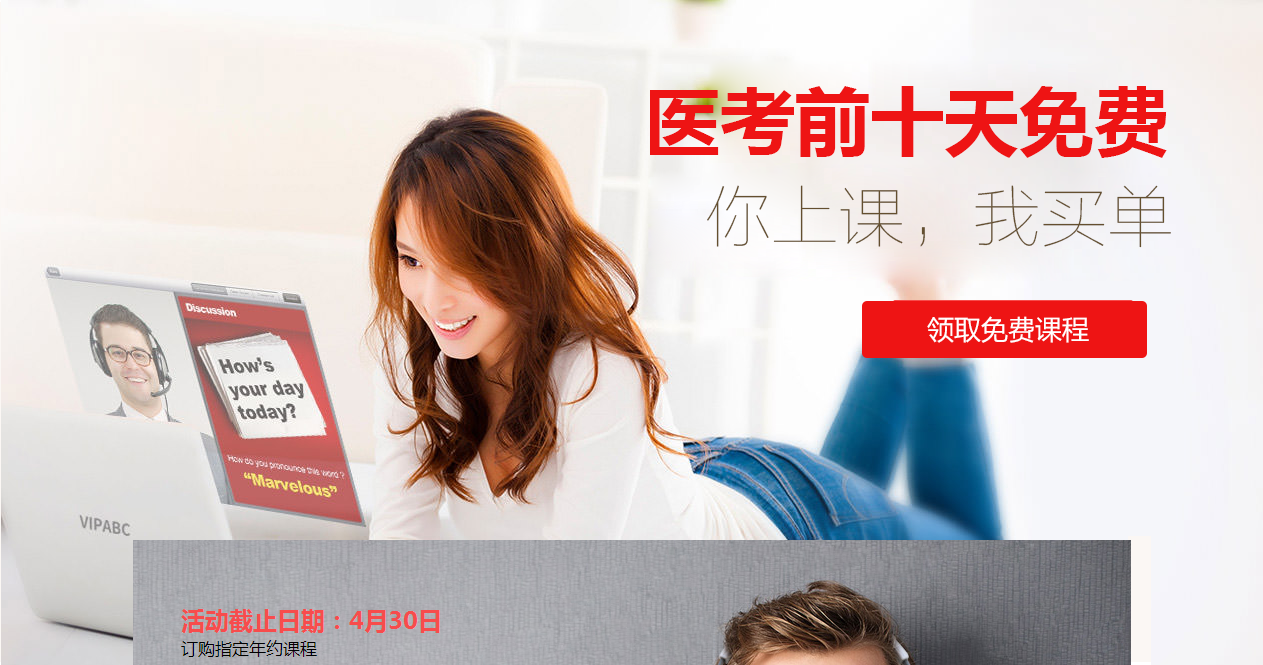 医考前十天免费
你上课，我买单
领取免费课程
Discussion
How's
your day
today?
How do you pronounce this word ?
“Marvelous”
VIPABC
活动截止日期：4月30日
订购指定年约课程